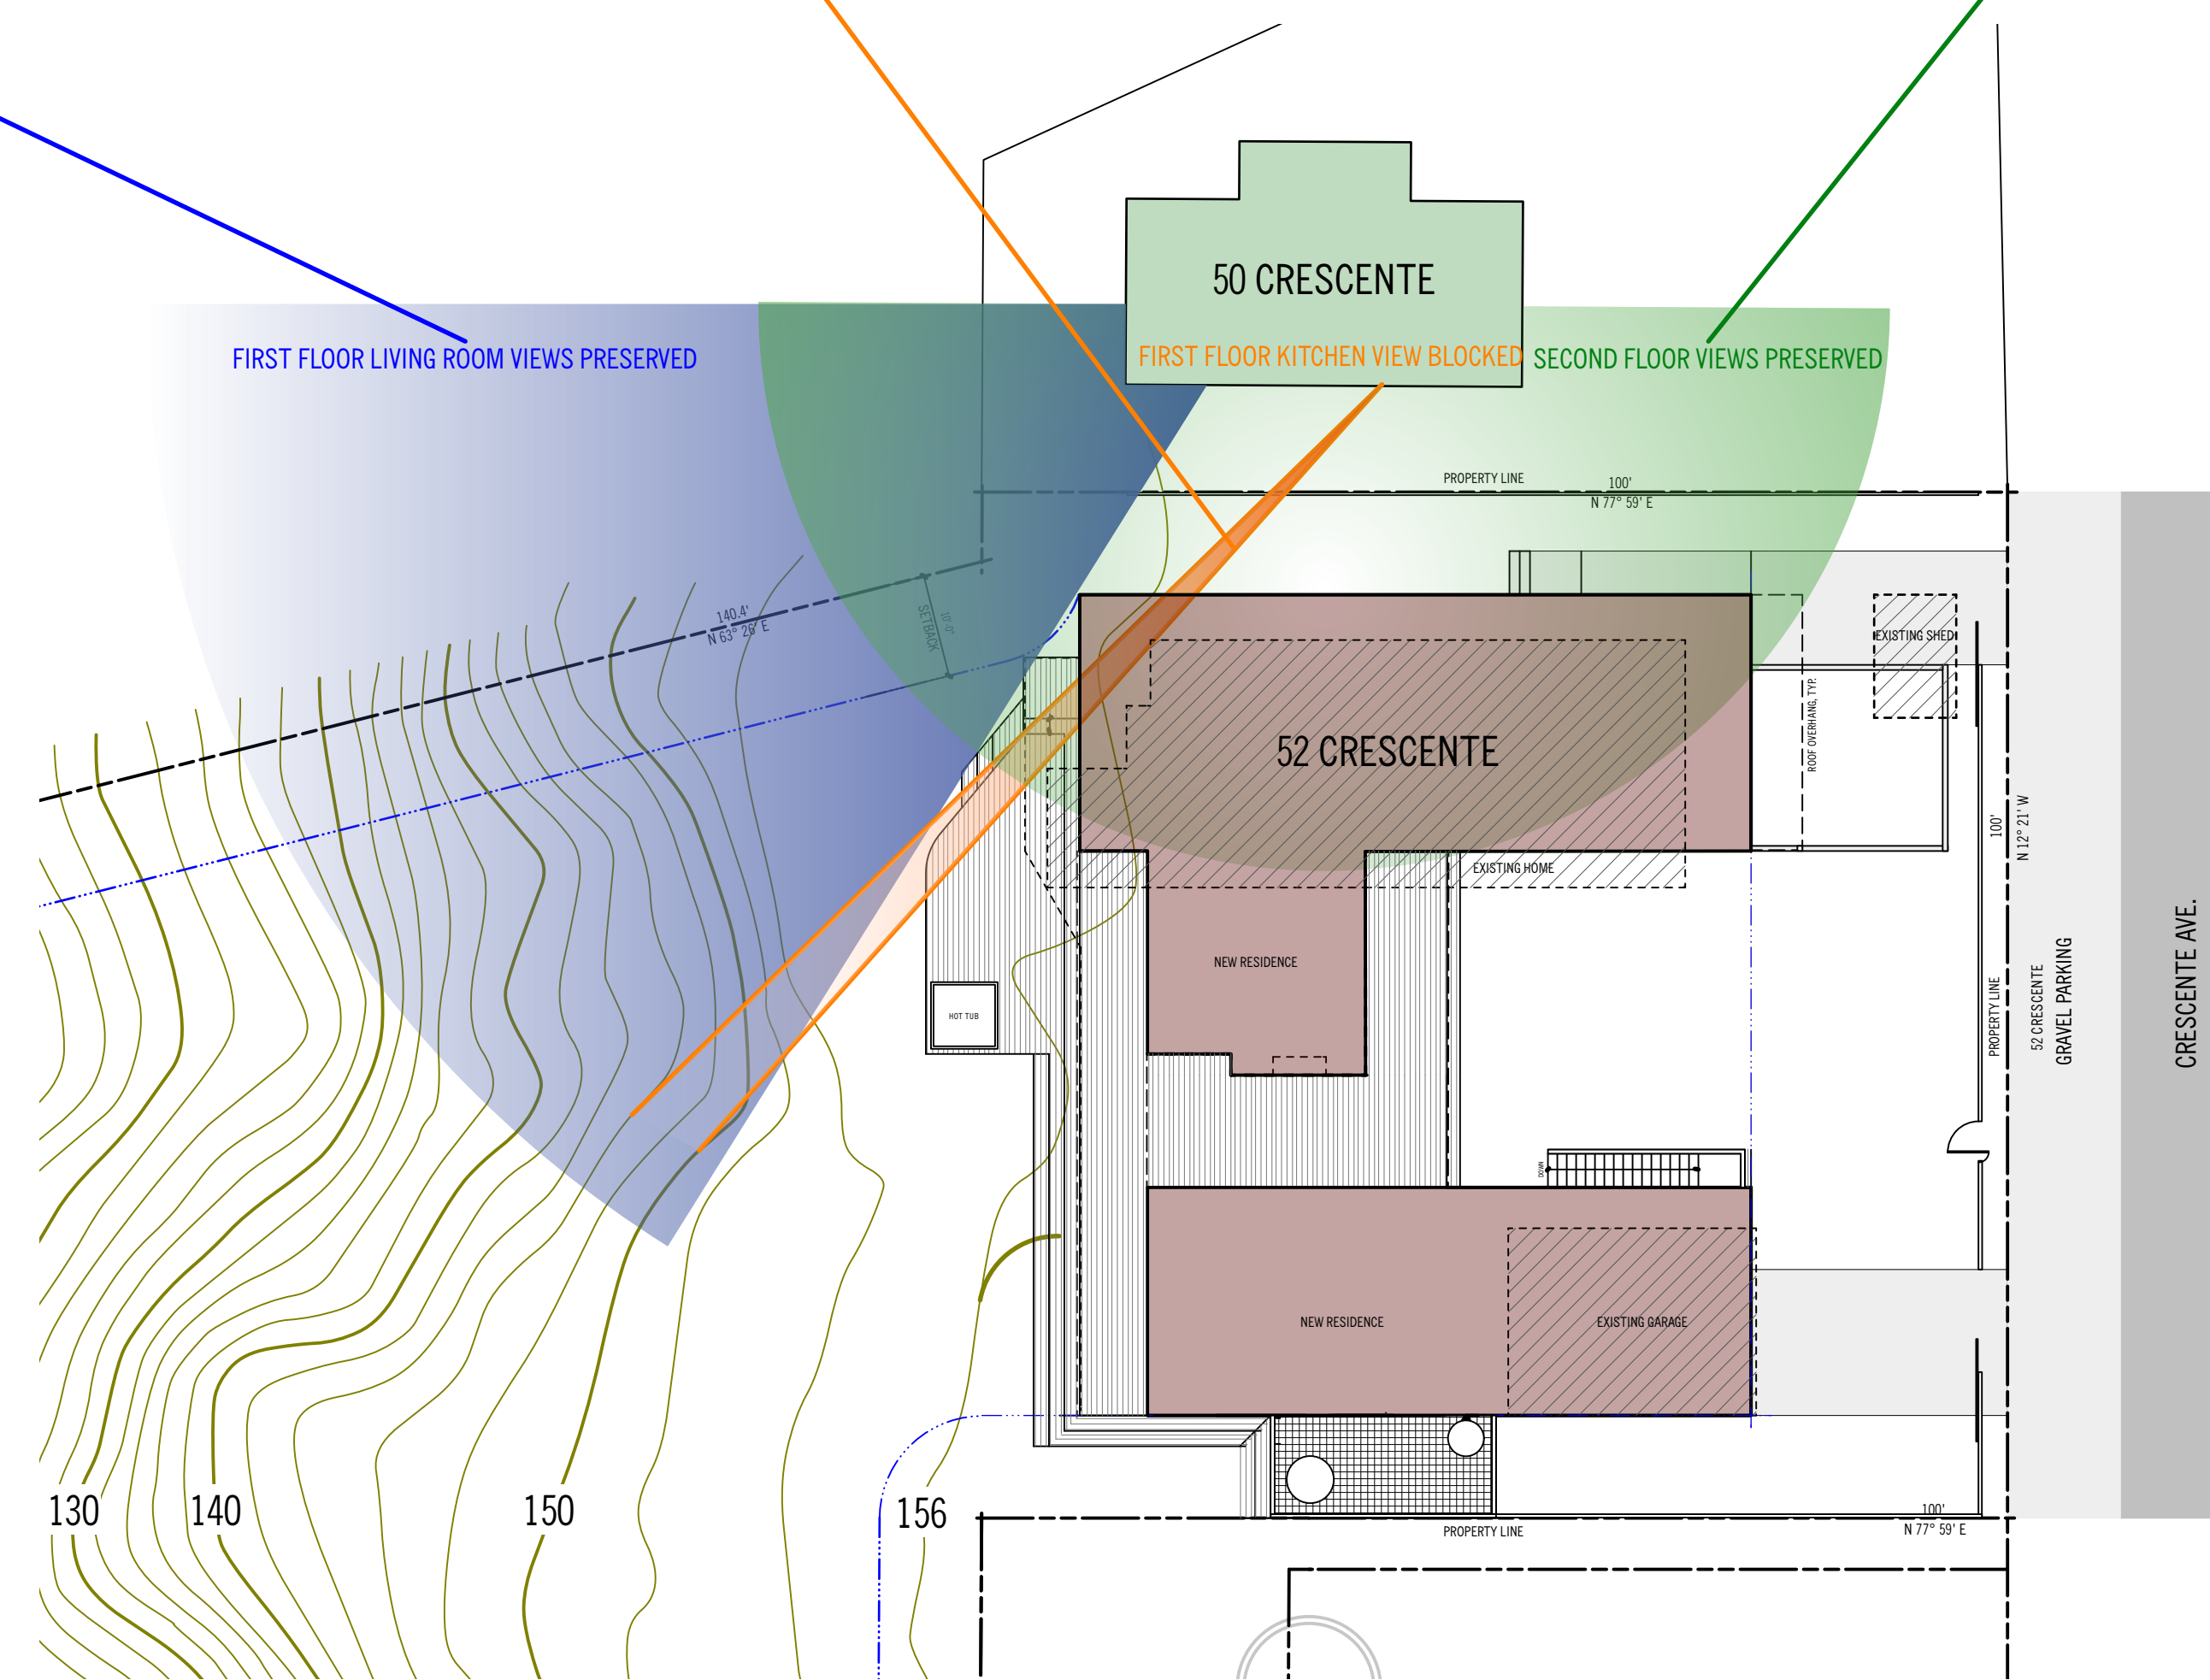 50 CRESCENTE
FIRST FLOOR LIVING ROOM VIEWS PRESERVED
FIRST FLOOR KITCHEN VIEW BLOCKED
SECOND FLOOR VIEWS PRESERVED
PROPERTY LINE
100'
N 77° 59' E
140.4'
N 63° 26' E
10'-0"
SETBACK
EXISTING SHED
ROOF OVERHANG, TYP.
52 CRESCENTE
100'
N 12° 21' W
EXISTING HOME
NEW RESIDENCE
HOT TUB
PROPERTY LINE
52 CRESCENTE
GRAVEL PARKING
CRESCENTE AVE.
DOWN
NEW RESIDENCE
EXISTING GARAGE
130
140
150
156
100'
PROPERTY LINE
N 77° 59' E